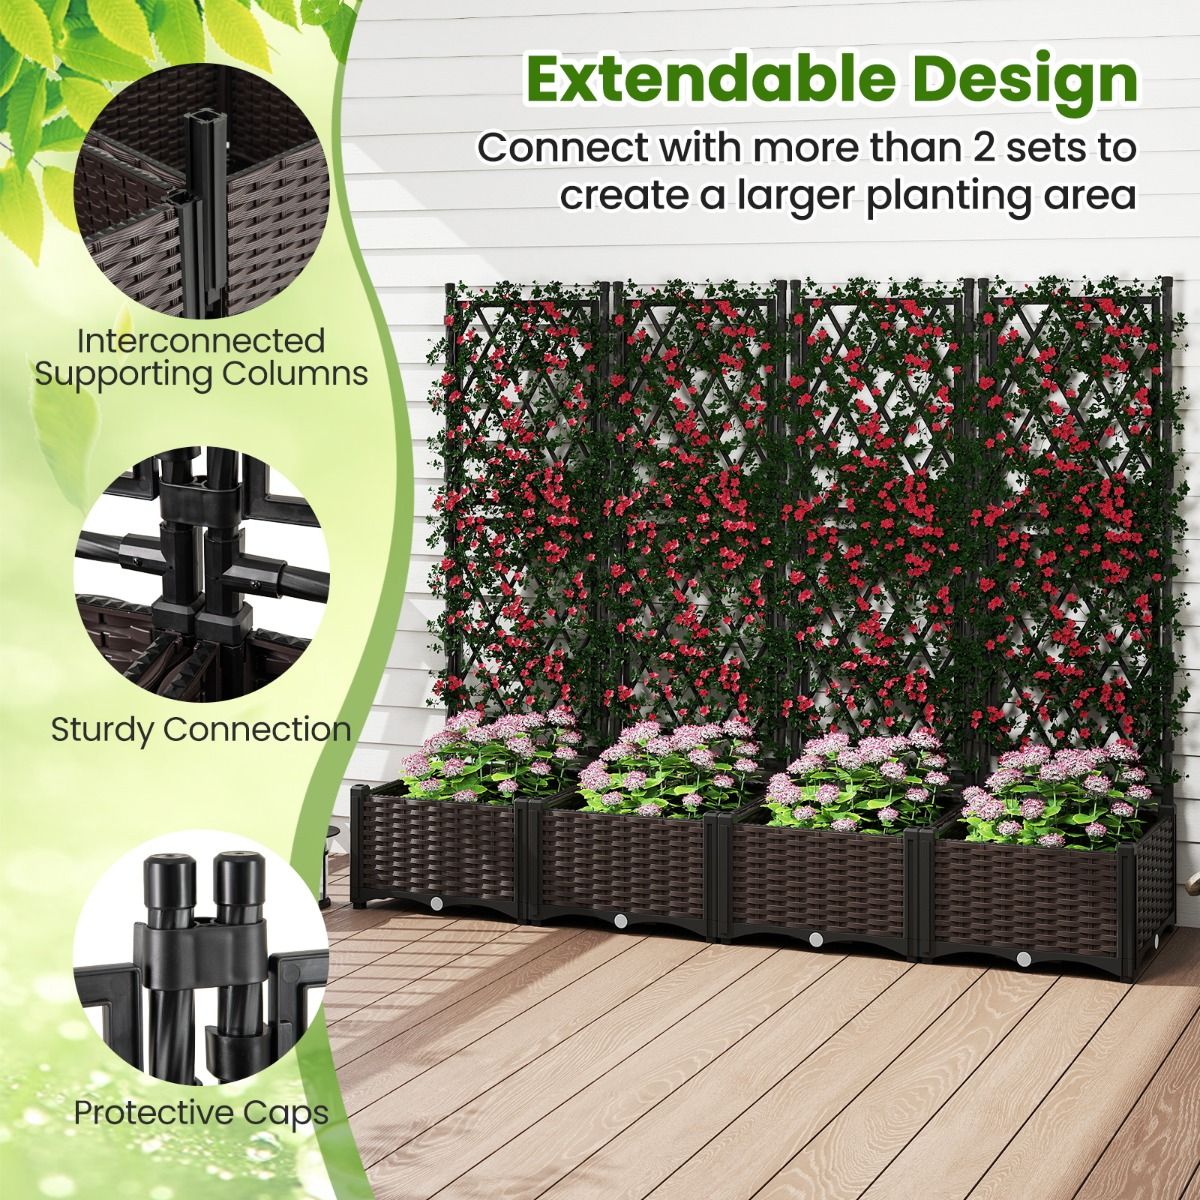 Extendable Design
Connect with more than 2 sets to
create a larger planting area
Interconnected
Supporting Columns
Sturdy Connection
Protective Caps